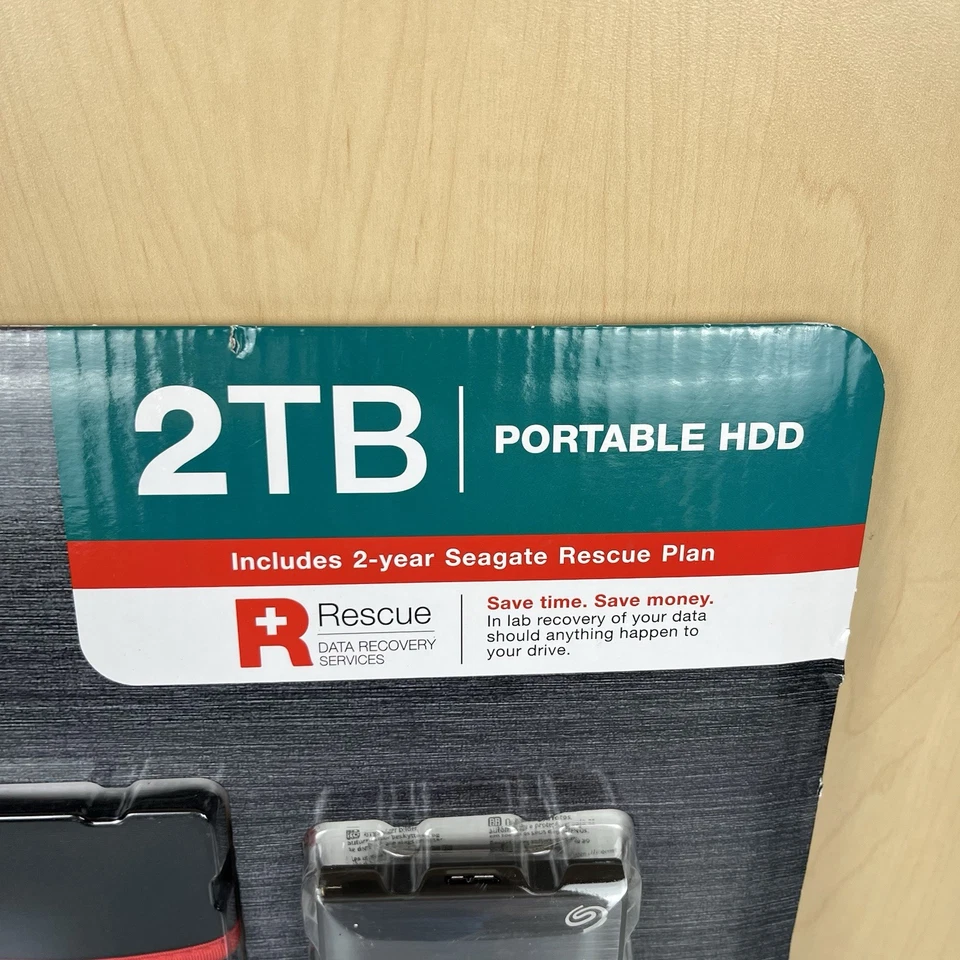 2TB
PORTABLE HDD
Includes 2-year Seagate Rescue Plan
Rescue
DATA RECOVERY
SERVICES
Save time. Save money.
In lab recovery of your data
should anything happen to
your drive.